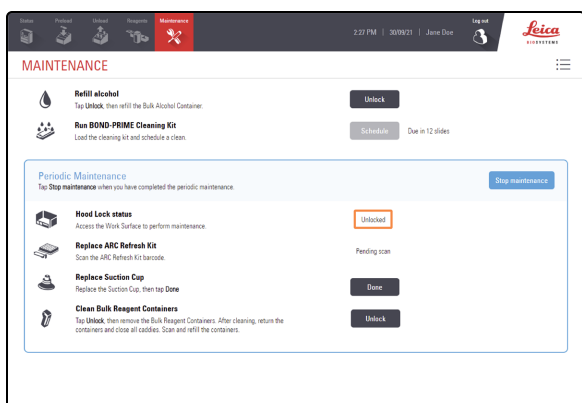 Status Preload Unload Reagents Maintenance
2:27 PM | 30/09/21 | Jane Doe
Log out
Leica
BIOSYSTEMS
MAINTENANCE
Refill alcohol
Tap Unlock, then refill the Bulk Alcohol Container.
Unlock
Run BOND-PRIME Cleaning Kit
Load the cleaning kit and schedule a clean.
Schedule
Due in 12 slides
Periodic Maintenance
Tap Stop maintenance when you have completed the periodic maintenance.
Stop maintenance
Hood Lock status
Access the Work Surface to perform maintenance.
Unlocked
Replace ARC Refresh Kit
Scan the ARC Refresh Kit barcode.
Pending scan
Replace Suction Cup
Replace the Suction Cup, then tap Done.
Done
Clean Bulk Reagent Containers
Tap Unlock, then remove the Bulk Reagent Containers. After cleaning, return the
containers and close all caddies. Scan and refill the containers.
Unlock